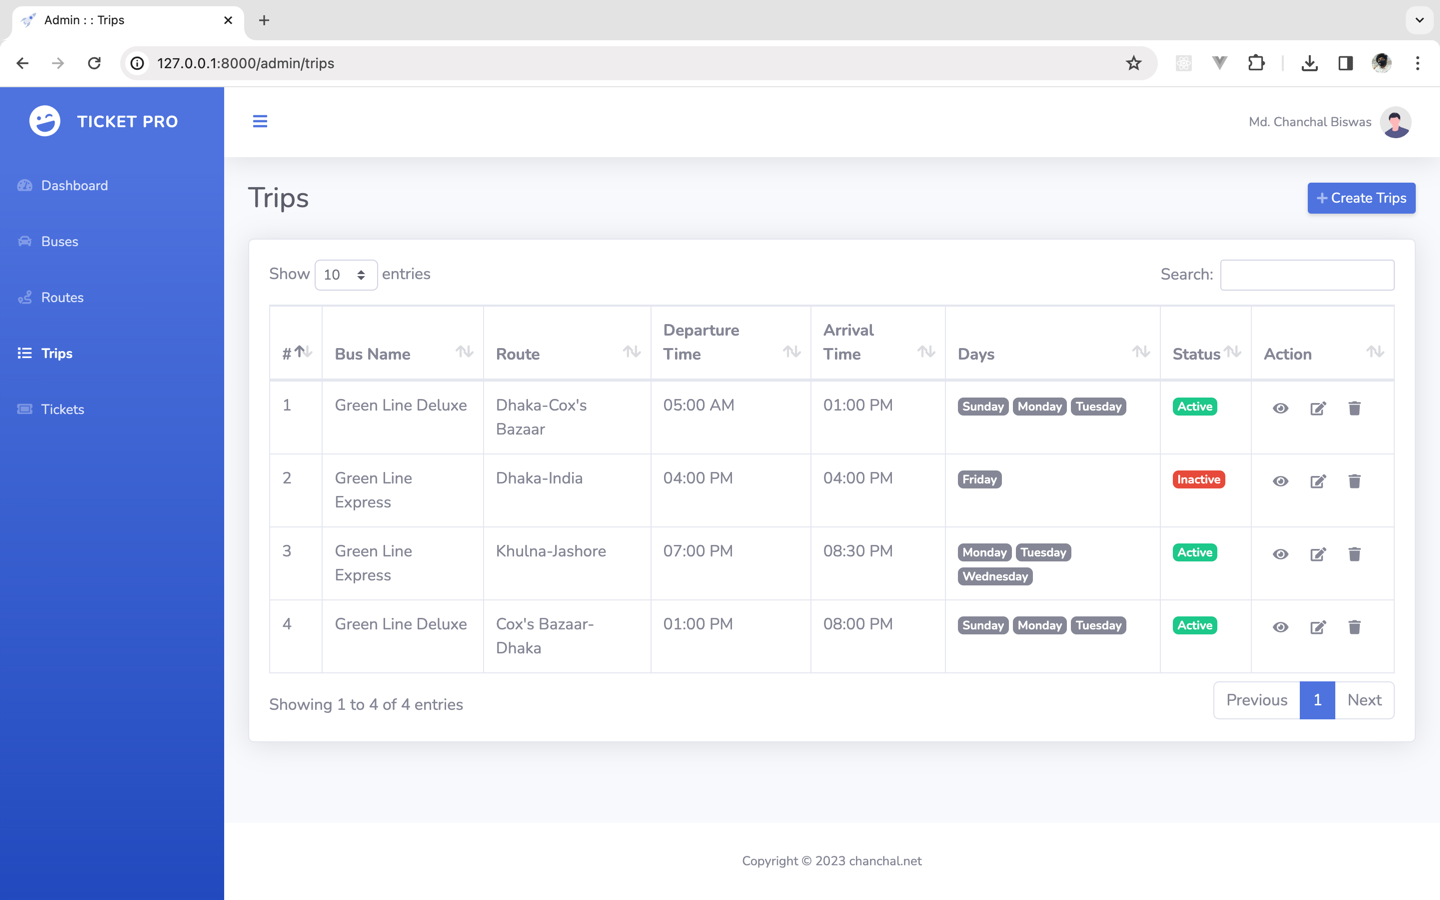 Admin : : Trips
127.0.0.1:8000/admin/trips
TICKET PRO
Md. Chanchal Biswas
Dashboard
Buses
Routes
Trips
Tickets
Trips
Create Trips
Show 10 entries
Search:
# Bus Name Route Departure Time Arrival Time Days Status Action
1 Green Line Deluxe Dhaka-Cox's Bazaar 05:00 AM 01:00 PM Sunday Monday Tuesday Active
2 Green Line Express Dhaka-India 04:00 PM 04:00 PM Friday Inactive
3 Green Line Express Khulna-Jashore 07:00 PM 08:30 PM Monday Tuesday Wednesday Active
4 Green Line Deluxe Cox's Bazaar-Dhaka 01:00 PM 08:00 PM Sunday Monday Tuesday Active
Showing 1 to 4 of 4 entries
Previous 1 Next
Copyright © 2023 chanchal.net